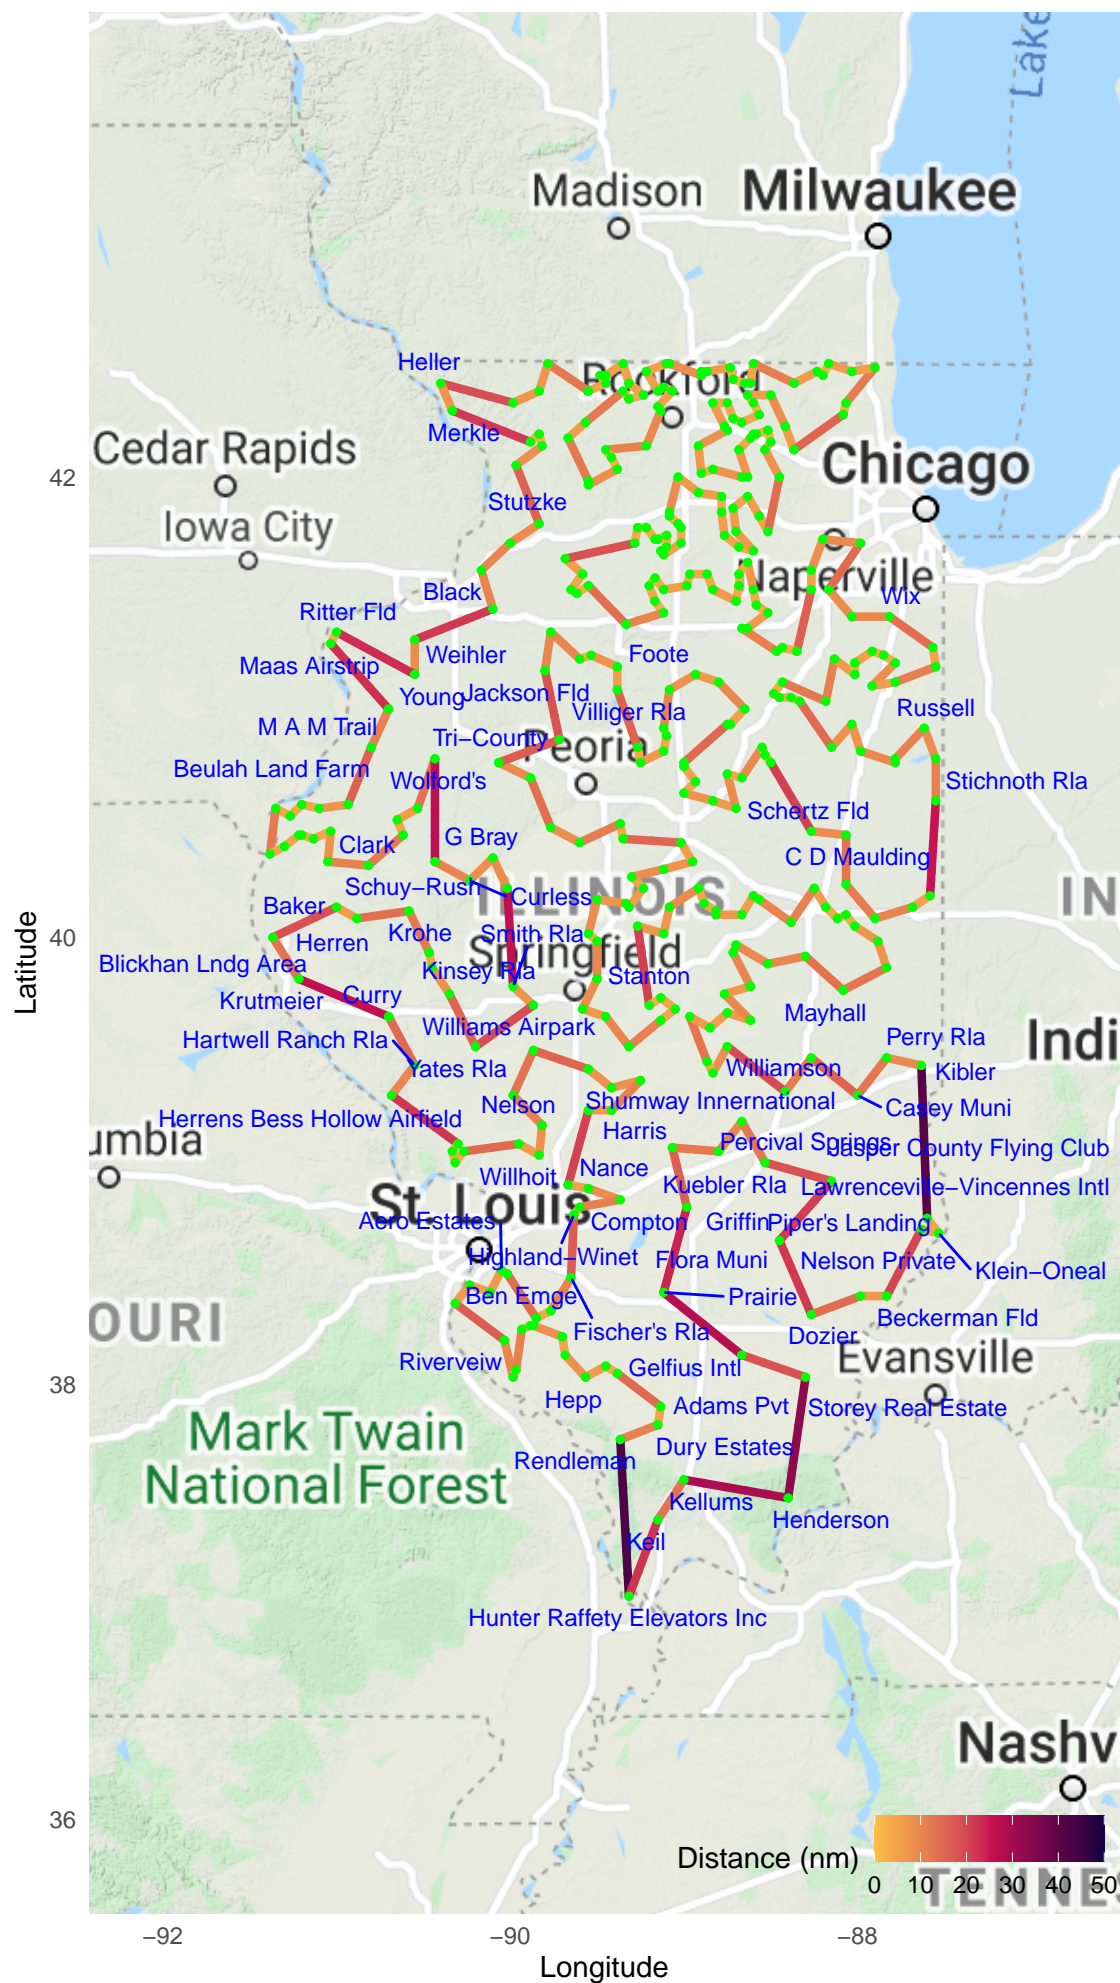 Lake
Madison
Milwaukee
Heller
Rockford
Merkle
Cedar Rapids
Chicago
42
Stutzke
Iowa City
Naperville
Black
Wix
Ritter Fld
Weihler
Foote
Maas Airstrip
Young
Jackson Fld
Villiger Rla
Russell
M A M Trail
Tri−County
Peoria
Beulah Land Farm
Wolford's
Stichnoth Rla
Schertz Fld
G Bray
Clark
C D Maulding
Schuy−Rush
Curless
ILLINOIS
IN
Baker
Krohe
Smith Rla
40
Herren
Springfield
Blickhan Lndg Area
Kinsey Rla
Stanton
Krutmeier
Curry
Mayhall
Williams Airpark
Hartwell Ranch Rla
Perry Rla
Indi
Yates Rla
Williamson
Kibler
Nelson
Shumway Innernational
Casey Muni
Herrens Bess Hollow Airfield
Harris
umbia
Percival Springs
Jasper County Flying Club
Willhoit
Nance
Kuebler Rla
Lawrenceville−Vincennes Intl
St. Louis
Aero Estates
Compton
Griffin
Piper's Landing
Highland−Winet
Flora Muni
Nelson Private
Klein−Oneal
Ben Emge
Prairie
Beckerman Fld
OURI
Fischer's Rla
Dozier
Riverveiw
Gelfius Intl
Evansville
38
Hepp
Adams Pvt
Storey Real Estate
Mark Twain
National Forest
Rendleman
Dury Estates
Kellums
Henderson
Keil
Hunter Raffety Elevators Inc
Nashv
36
Distance (nm)
0 10 20 30 40 50
TENNE
−92 −90 −88
Longitude
Latitude